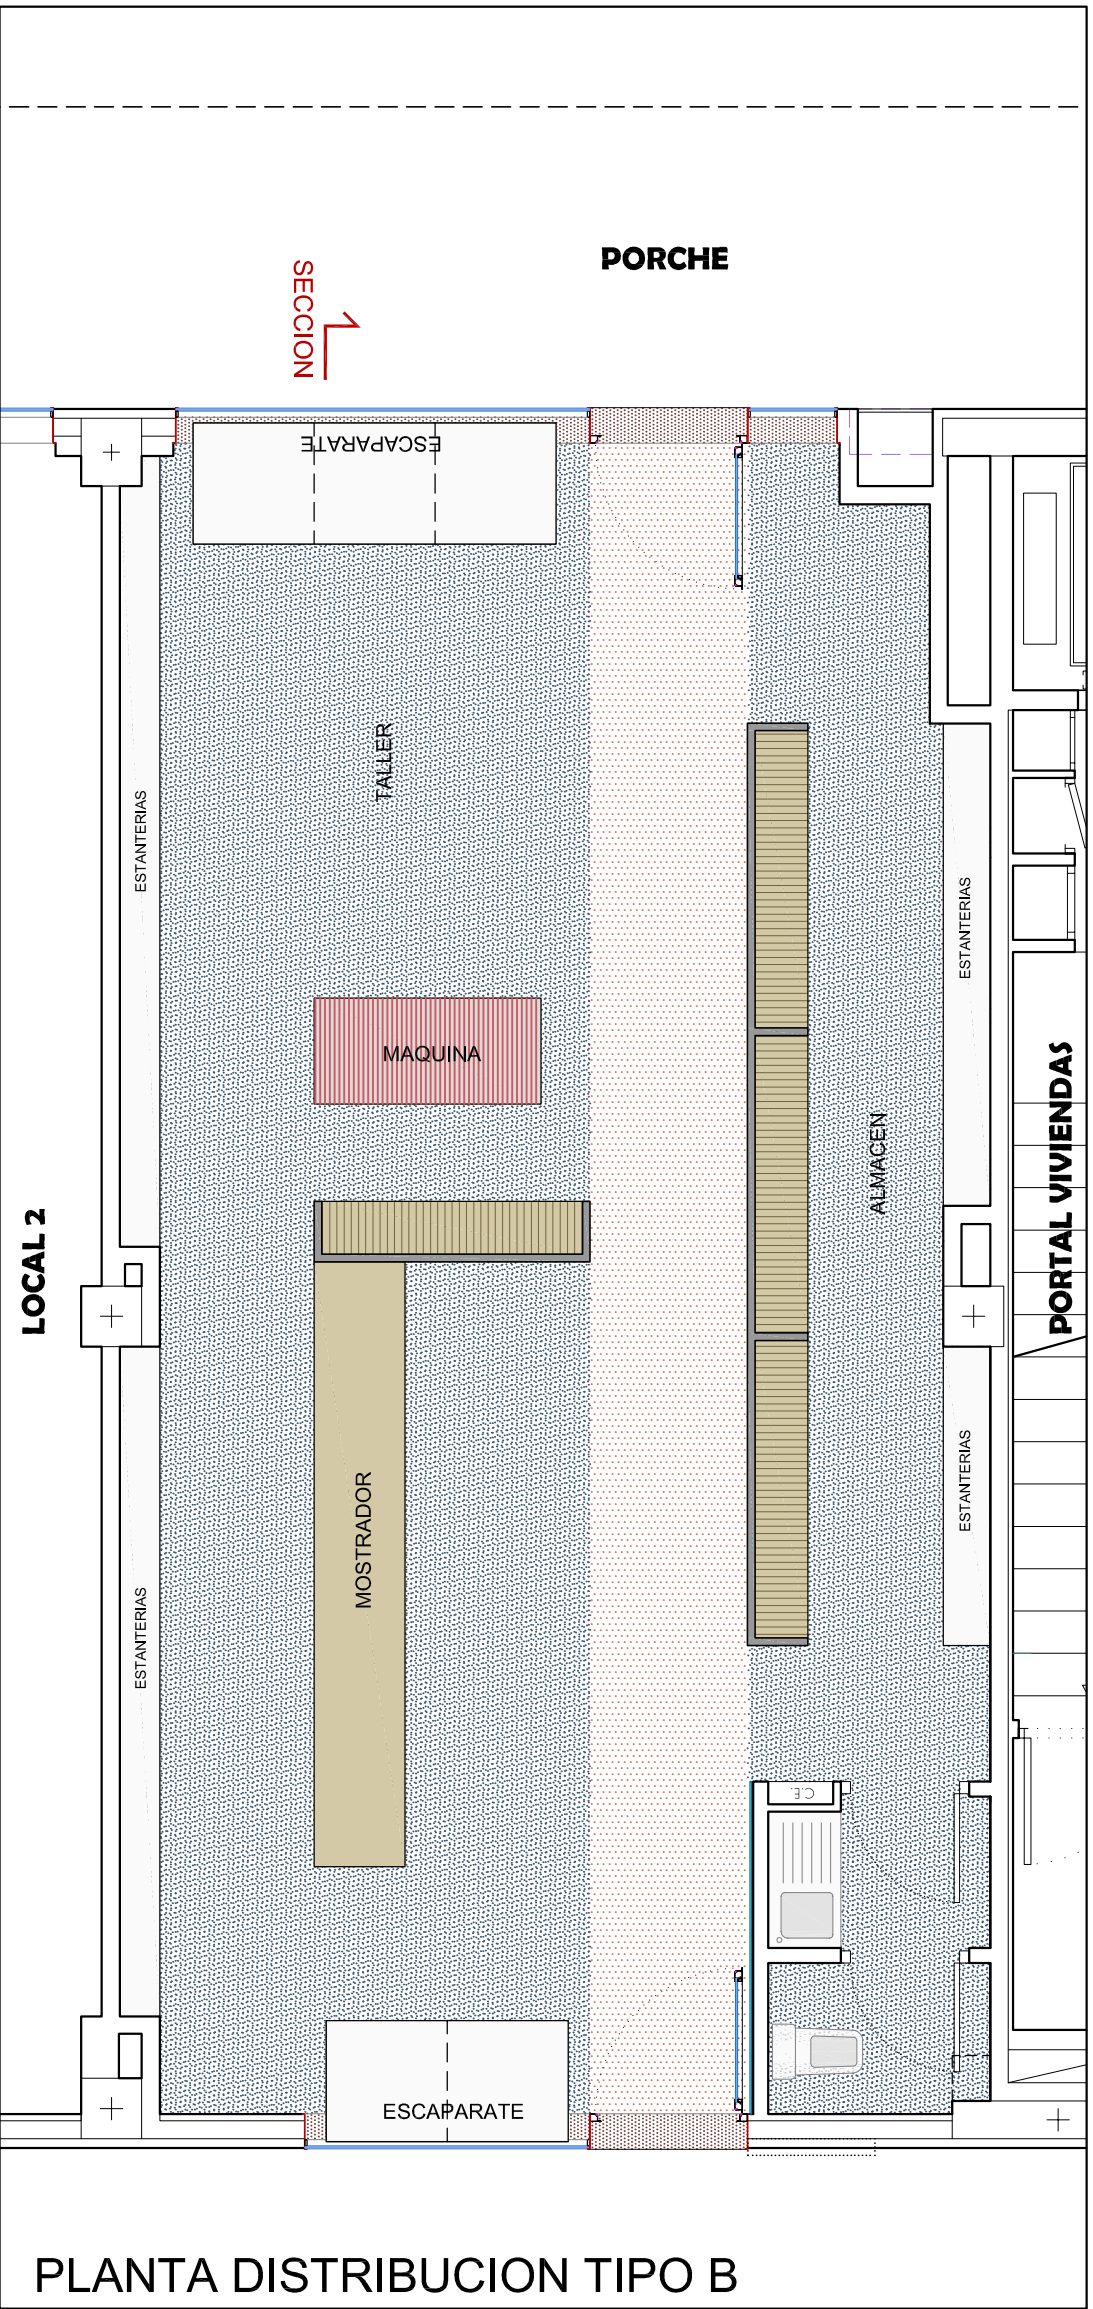 PORCHE
SECCION
1
ESCAPARATE
TALLER
ESTANTERIAS
ESTANTERIAS
MAQUINA
PORTAL VIVIENDAS
ALMACEN
LOCAL 2
MOSTRADOR
ESTANTERIAS
ESTANTERIAS
C.E.
ESCAPARATE
PLANTA DISTRIBUCION TIPO B